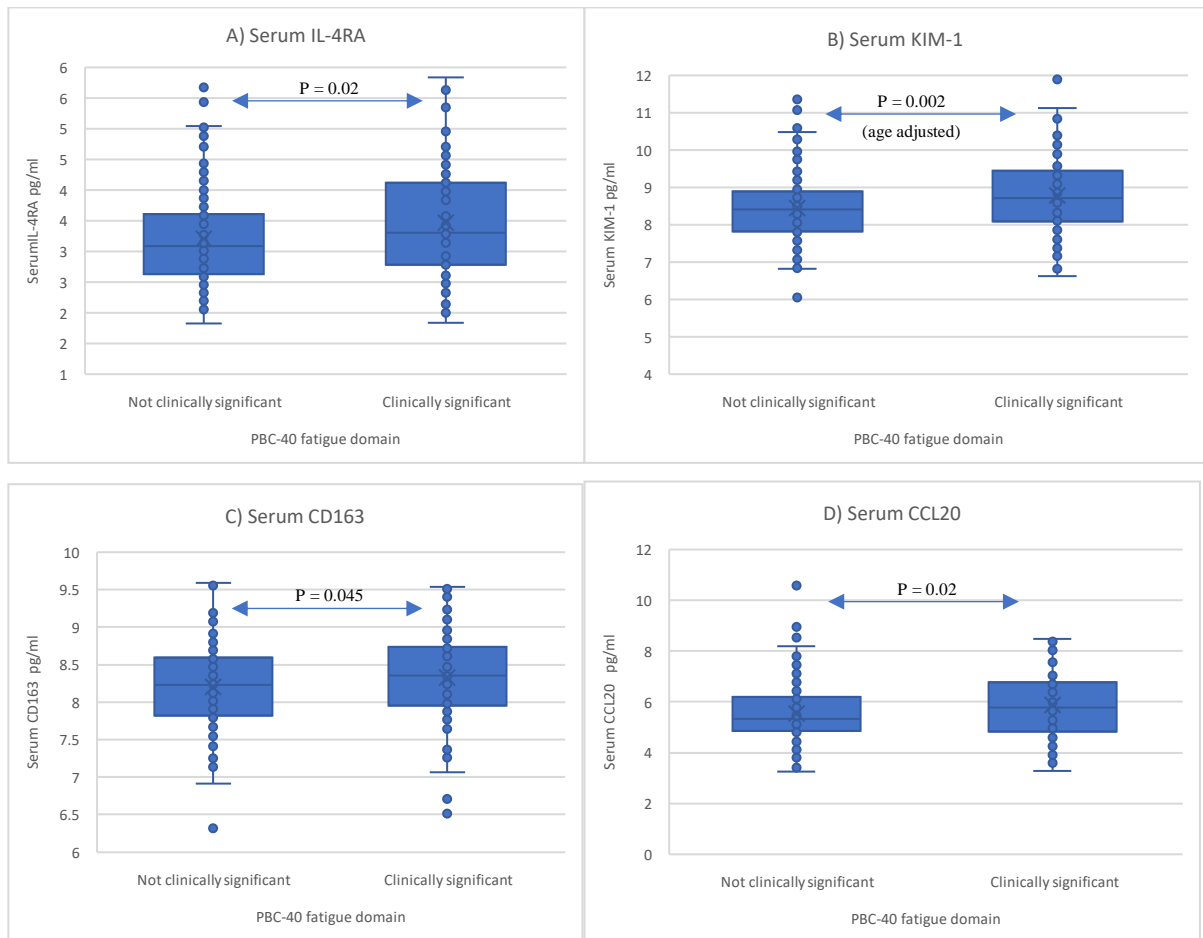 A) Serum IL-4RA
P = 0.02
6
6
5
5
4
4
3
3
2
2
1
SerumIL-4RA pg/ml
Not clinically significant
Clinically significant
PBC-40 fatigue domain
B) Serum KIM-1
P = 0.002
(age adjusted)
12
11
10
9
8
7
6
5
4
Serum KIM-1 pg/ml
Not clinically significant
Clinically significant
PBC-40 fatigue domain
C) Serum CD163
P = 0.045
10
9.5
9
8.5
8
7.5
7
6.5
6
Serum CD163 pg/ml
Not clinically significant
Clinically significant
PBC-40 fatigue domain
D) Serum CCL20
P = 0.02
12
10
8
6
4
2
0
Serum CCL20 pg/ml
Not clinically significant
Clinically significant
PBC-40 fatigue domain